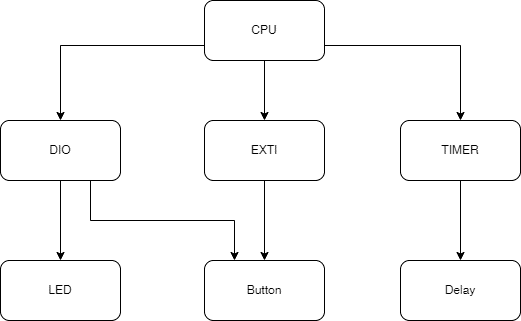 CPU
DIO
EXTI
TIMER
LED
Button
Delay